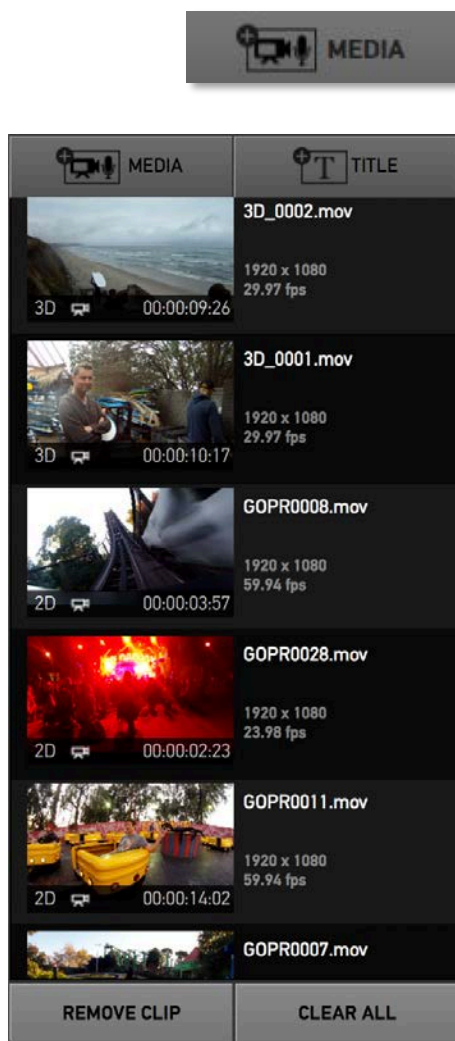 MEDIA
MEDIA
TITLE
3D_0002.mov
1920 x 1080
29.97 fps
3D
00:00:09:26
3D_0001.mov
1920 x 1080
29.97 fps
3D
00:00:10:17
GOPR0008.mov
1920 x 1080
59.94 fps
2D
00:00:03:57
GOPR0028.mov
1920 x 1080
23.98 fps
2D
00:00:02:23
GOPR0011.mov
1920 x 1080
59.94 fps
2D
00:00:14:02
GOPR0007.mov
REMOVE CLIP
CLEAR ALL